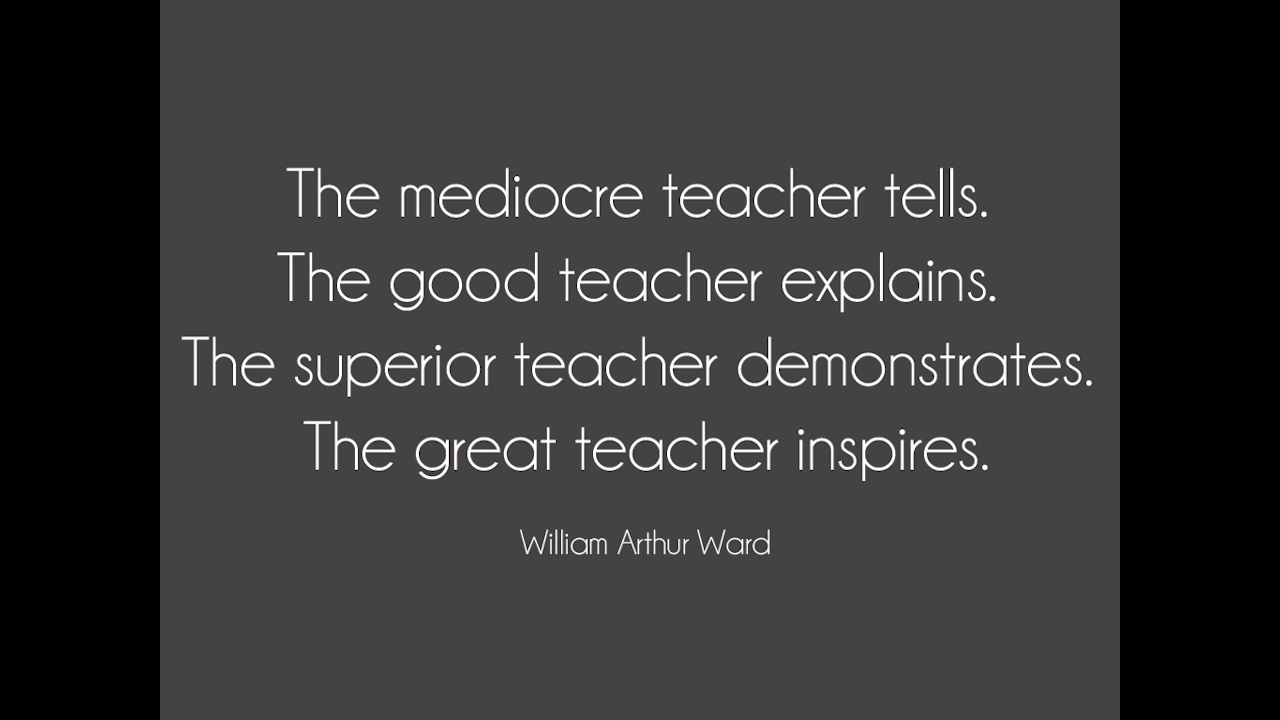 The mediocre teacher tells.
The good teacher explains.
The superior teacher demonstrates.
The great teacher inspires.
William Arthur Ward